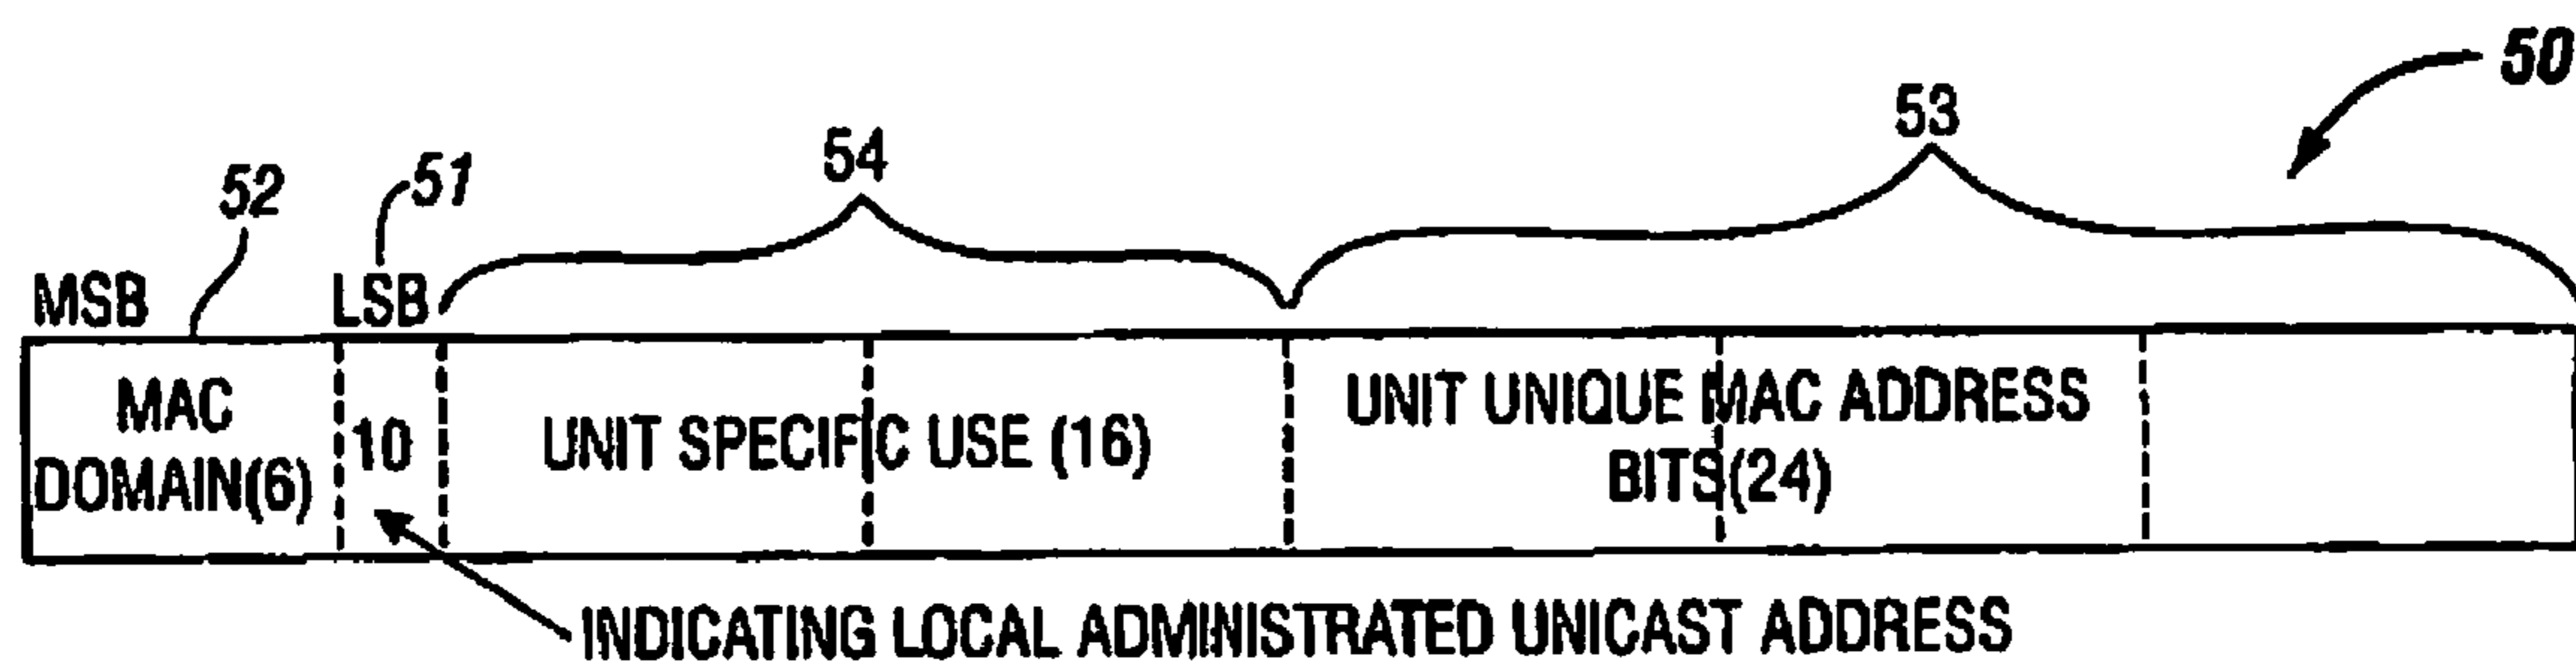 50
53
54
52
51
MSB
LSB
MAC
DOMAIN(6)
10
UNIT SPECIFIC USE (16)
UNIT UNIQUE MAC ADDRESS
BITS(24)
INDICATING LOCAL ADMINISTRATED UNICAST ADDRESS